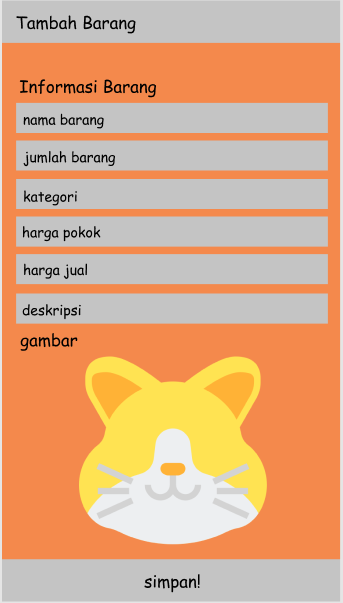 Tambah Barang
Informasi Barang
nama barang
jumlah barang
kategori
harga pokok
harga jual
deskripsi
gambar
simpan!